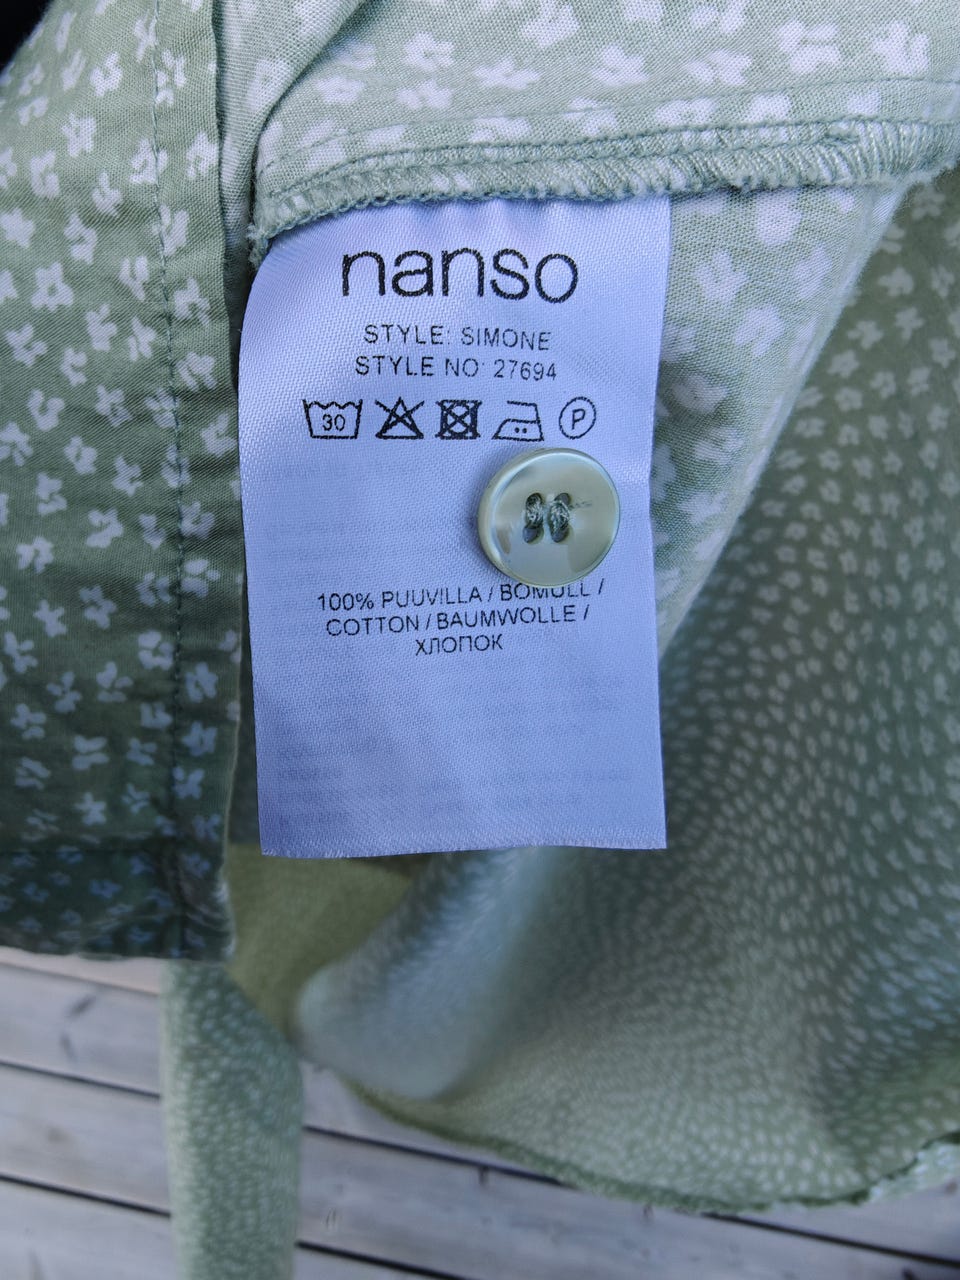 nanso
STYLE: SIMONE
STYLE NO: 27694
30 P
100% PUUVILLA / BOMULL /
COTTON / BAUMWOLLE /
ХЛОПОК